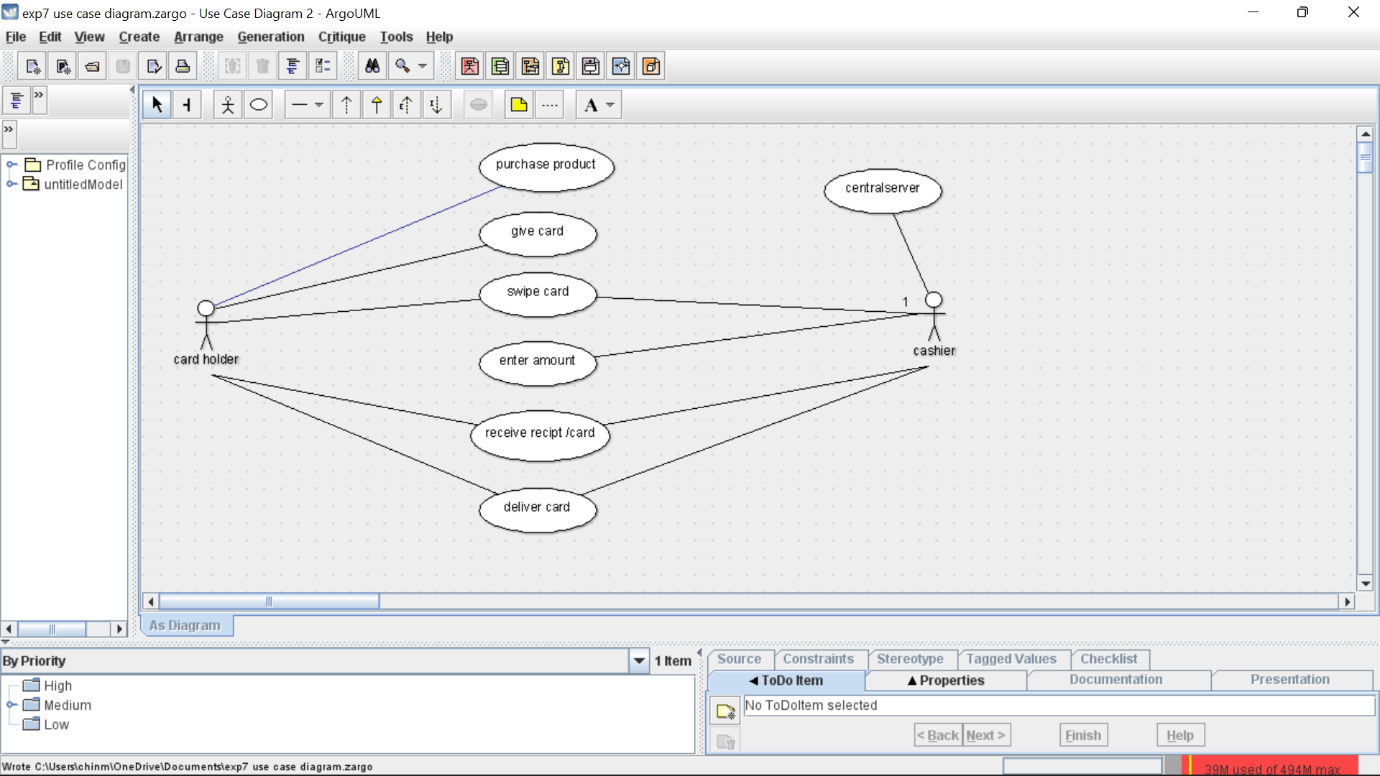 exp7 use case diagram.zargo - Use Case Diagram 2 - ArgoUML
File Edit View Create Arrange Generation Critique Tools Help
A
Profile Config
untitledModel
purchase product
centralserver
give card
swipe card
1
card holder
enter amount
cashier
receive recipt /card
deliver card
As Diagram
By Priority
1 Item
High
Medium
Low
Source Constraints Stereotype Tagged Values Checklist
ToDo Item Properties Documentation Presentation
No ToDoItem selected
< Back Next > Finish Help
Wrote C:\Users\chinm\OneDrive\Documents\exp7 use case diagram.zargo
39M used of 494M max